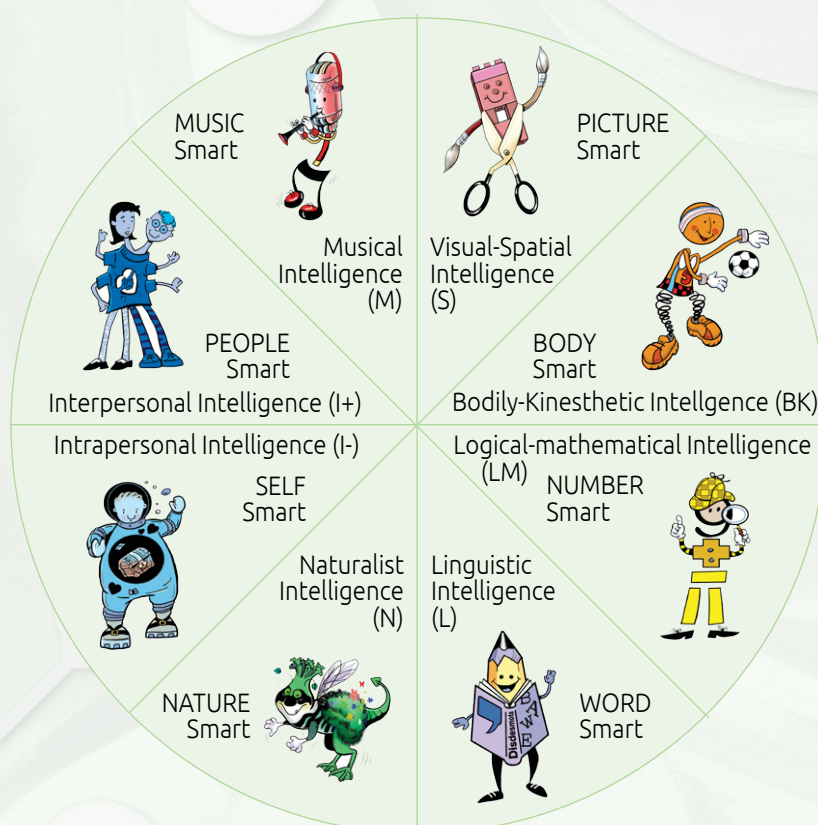 MUSIC
Smart
Musical
Intelligence
(M)
PICTURE
Smart
Visual-Spatial
Intelligence
(S)
BODY
Smart
Bodily-Kinesthetic Intellgence (BK)
Logical-mathematical Intelligence
(LM)
NUMBER
Smart
Linguistic
Intelligence
(L)
WORD
Smart
Disdesmots
B
A
W
Y
E
Naturalist
Intelligence
(N)
NATURE
Smart
Intrapersonal Intelligence (I-)
SELF
Smart
PEOPLE
Smart
Interpersonal Intelligence (I+)